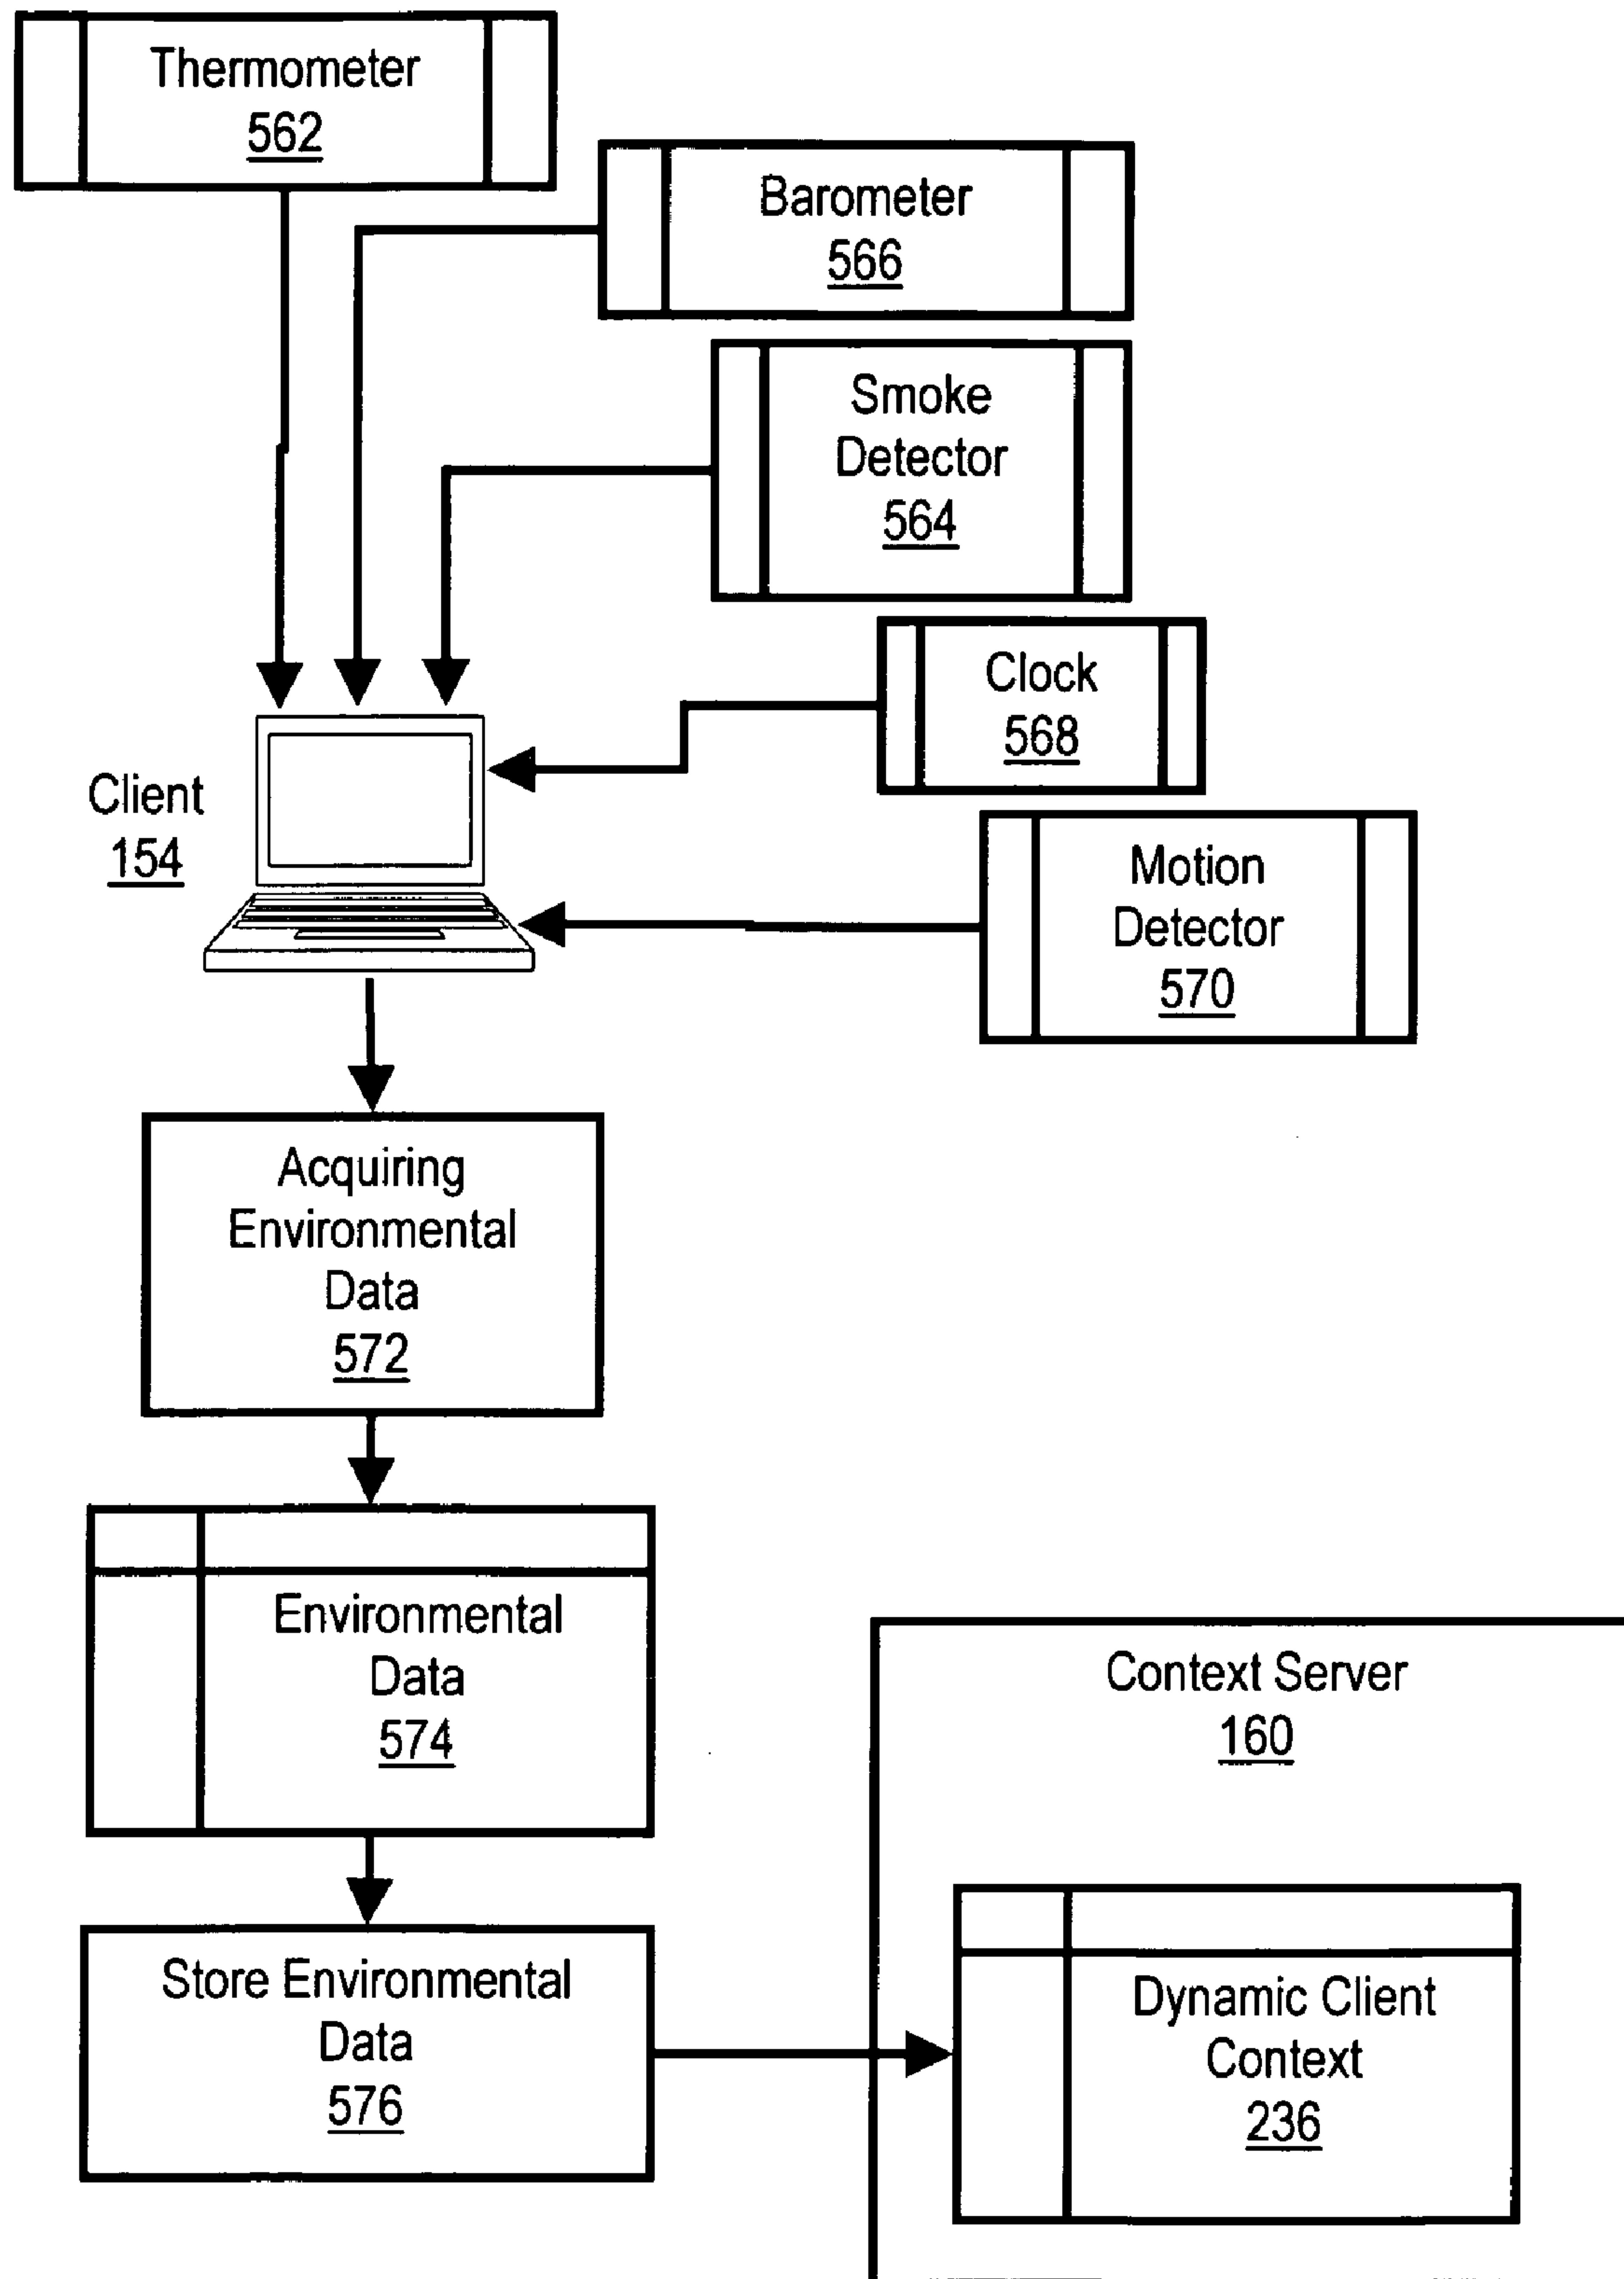 Thermometer
562
Barometer
566
Smoke
Detector
564
Clock
568
Client
154
Motion
Detector
570
Acquiring
Environmental
Data
572
Environmental
Data
574
Context Server
160
Store Environmental
Data
576
Dynamic Client
Context
236